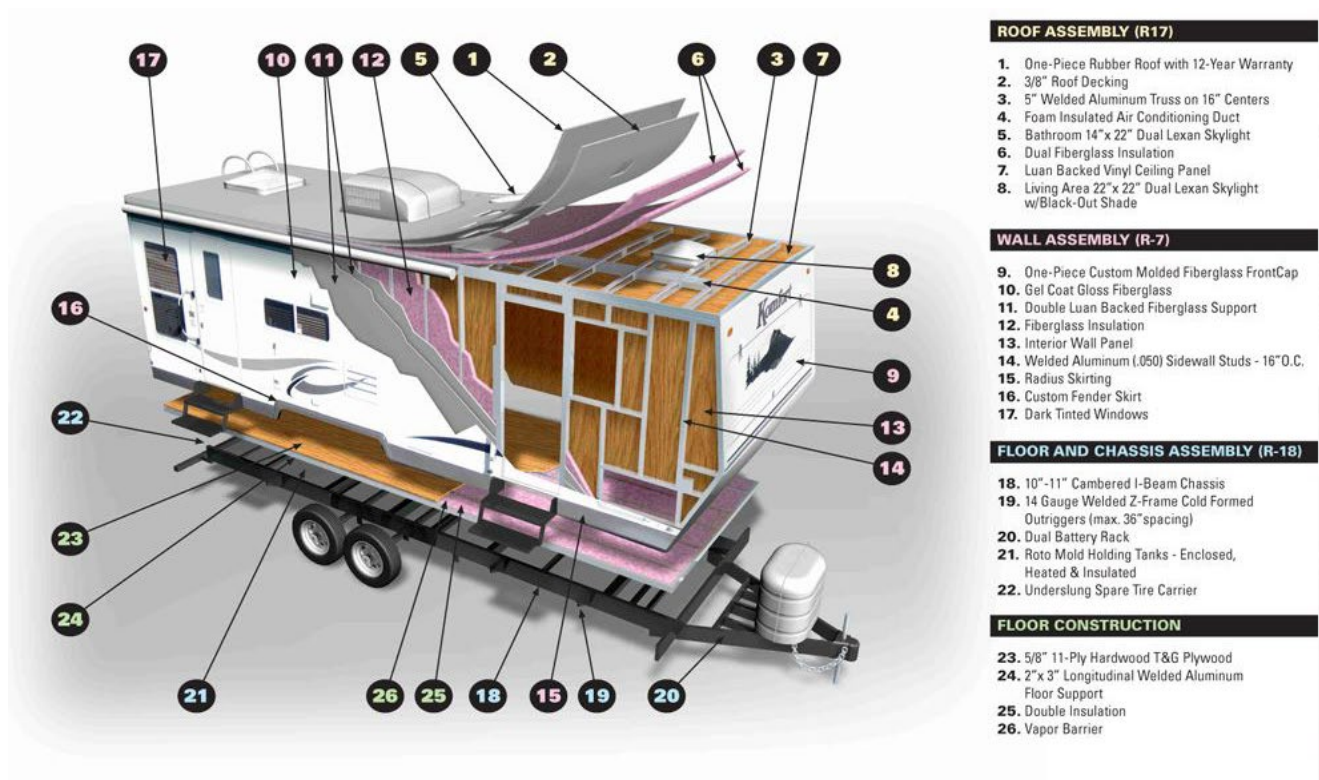 17
10
11
12
5
1
2
6
3
7
8
4
16
9
22
13
14
23
24
21
26
25
18
15
19
20
Komfort
ROOF ASSEMBLY (R17)
1. One-Piece Rubber Roof with 12-Year Warranty
2. 3/8" Roof Decking
3. 5" Welded Aluminum Truss on 16" Centers
4. Foam Insulated Air Conditioning Duct
5. Bathroom 14"x 22" Dual Lexan Skylight
6. Dual Fiberglass Insulation
7. Luan Backed Vinyl Ceiling Panel
8. Living Area 22"x 22" Dual Lexan Skylight
w/Black-Out Shade
WALL ASSEMBLY (R-7)
9. One-Piece Custom Molded Fiberglass FrontCap
10. Gel Coat Gloss Fiberglass
11. Double Luan Backed Fiberglass Support
12. Fiberglass Insulation
13. Interior Wall Panel
14. Welded Aluminum (.050) Sidewall Studs - 16"O.C.
15. Radius Skirting
16. Custom Fender Skirt
17. Dark Tinted Windows
FLOOR AND CHASSIS ASSEMBLY (R-18)
18. 10"-11" Cambered I-Beam Chassis
19. 14 Gauge Welded Z-Frame Cold Formed
Outriggers (max. 36"spacing)
20. Dual Battery Rack
21. Roto Mold Holding Tanks - Enclosed,
Heated & Insulated
22. Underslung Spare Tire Carrier
FLOOR CONSTRUCTION
23. 5/8" 11-Ply Hardwood T&G Plywood
24. 2"x 3" Longitudinal Welded Aluminum
Floor Support
25. Double Insulation
26. Vapor Barrier